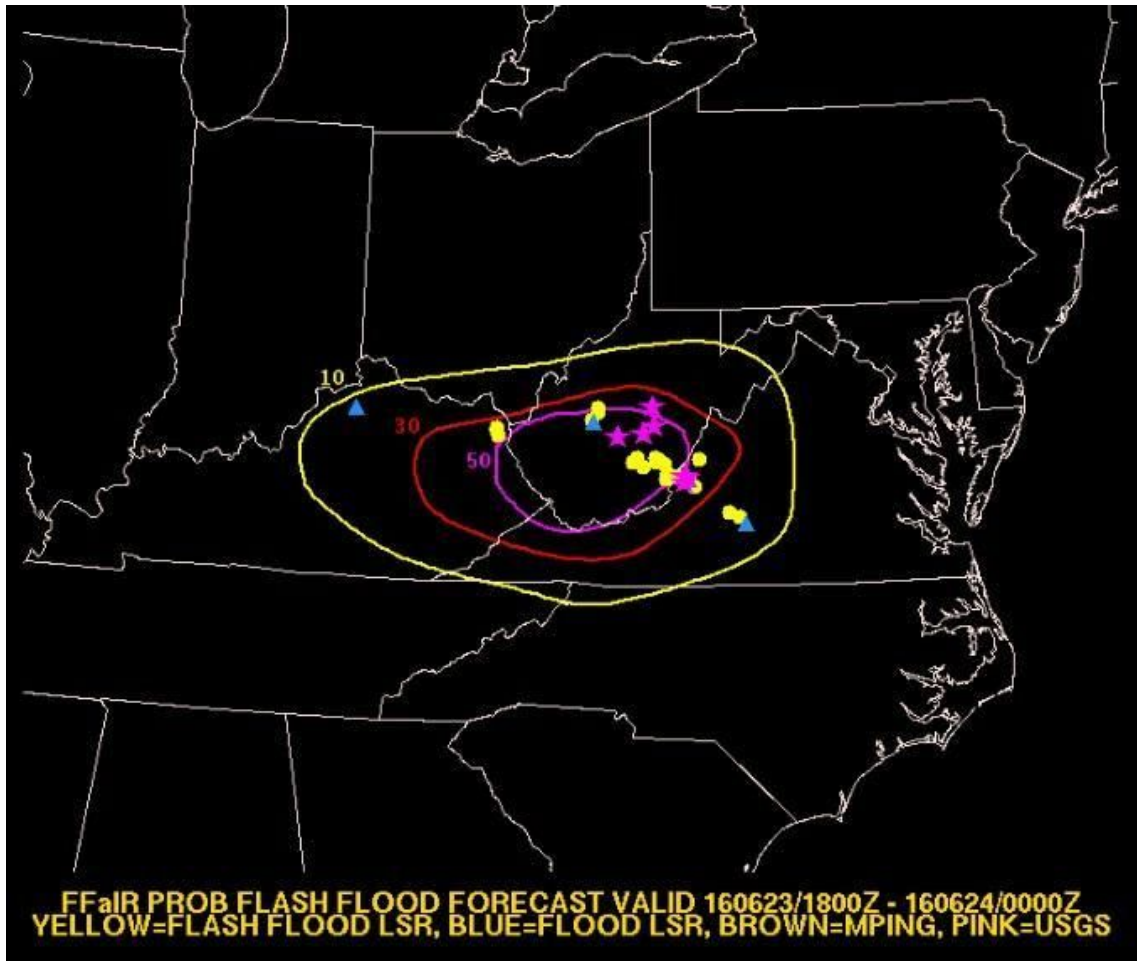 10
30
50
FFaIR PROB FLASH FLOOD FORECAST VALID 160623/1800Z - 160624/0000Z
YELLOW=FLASH FLOOD LSR, BLUE=FLOOD LSR, BROWN=MPING, PINK=USGS